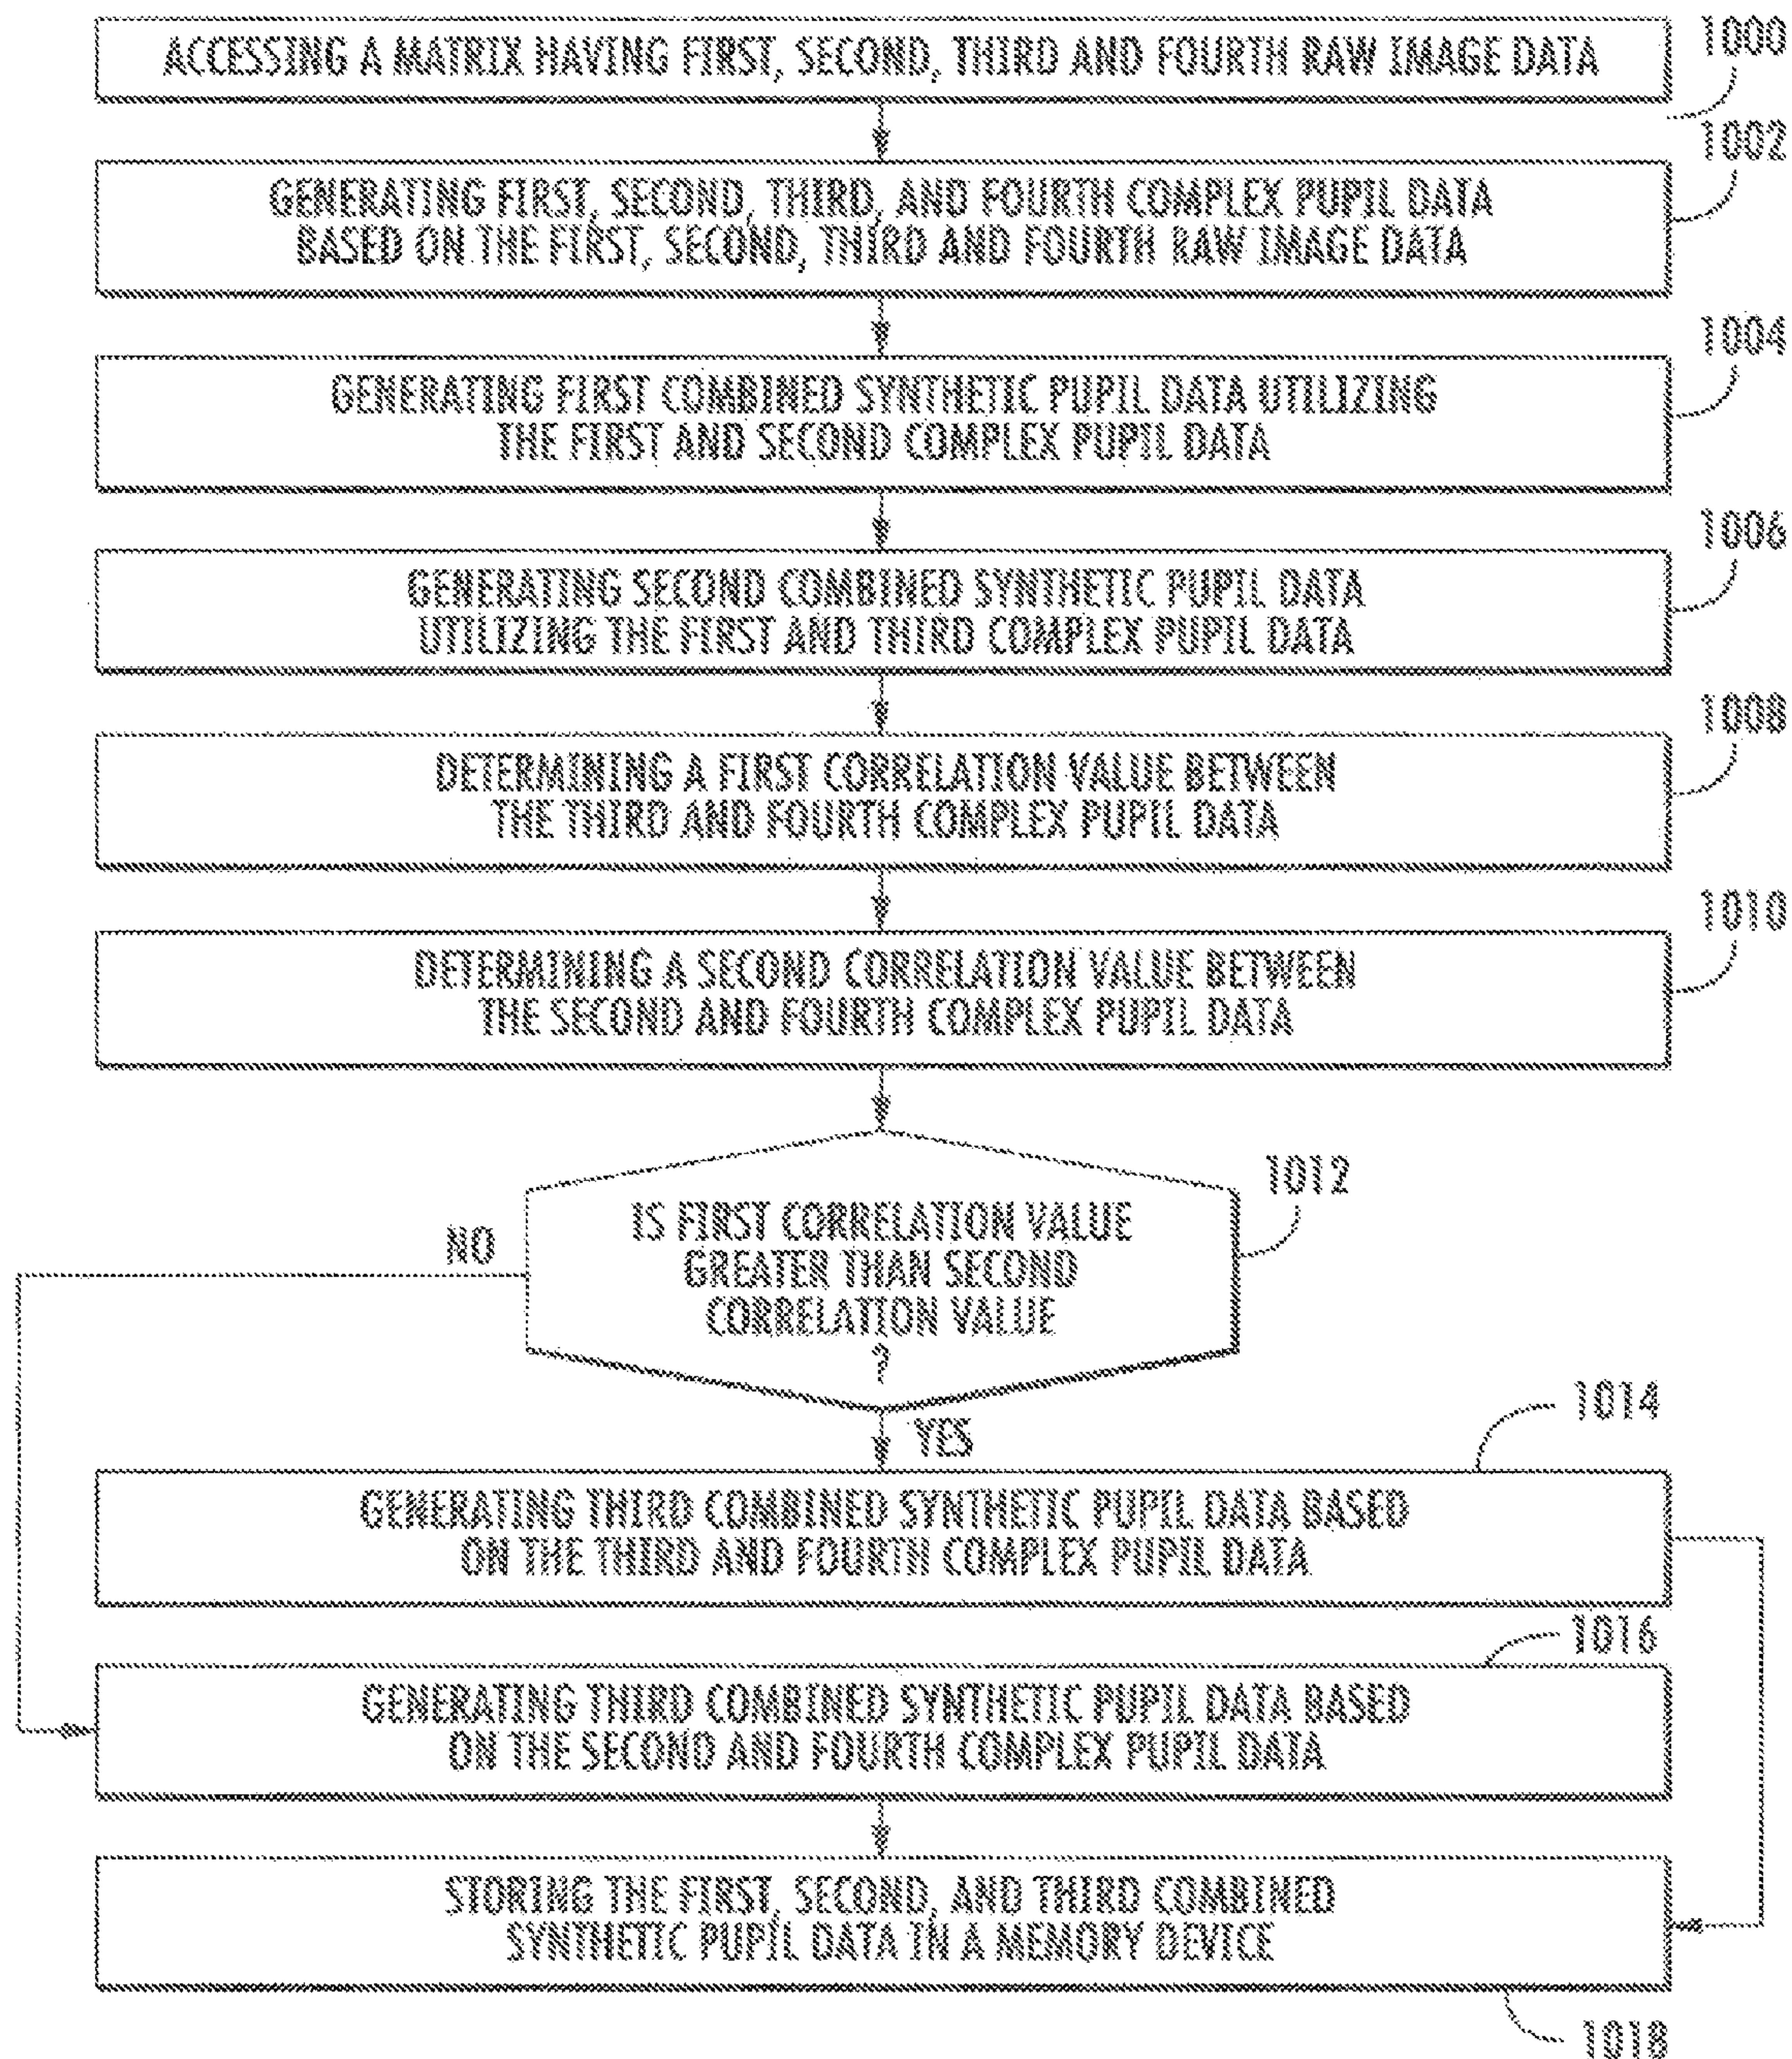 ACCESSING A MATRIX HAVING FIRST, SECOND, THIRD AND FOURTH RAW IMAGE DATA
1000
1002
GENERATING FIRST, SECOND, THIRD, AND FOURTH COMPLEX PUPIL DATA
BASED ON THE FIRST, SECOND, THIRD AND FOURTH RAW IMAGE DATA
1004
GENERATING FIRST COMBINED SYNTHETIC PUPIL DATA UTILIZING
THE FIRST AND SECOND COMPLEX PUPIL DATA
1006
GENERATING SECOND COMBINED SYNTHETIC PUPIL DATA
UTILIZING THE FIRST AND THIRD COMPLEX PUPIL DATA
1008
DETERMINING A FIRST CORRELATION VALUE BETWEEN
THE THIRD AND FOURTH COMPLEX PUPIL DATA
1010
DETERMINING A SECOND CORRELATION VALUE BETWEEN
THE SECOND AND FOURTH COMPLEX PUPIL DATA
1012
IS FIRST CORRELATION VALUE
GREATER THAN SECOND
CORRELATION VALUE
?
NO
YES
1014
GENERATING THIRD COMBINED SYNTHETIC PUPIL DATA BASED
ON THE THIRD AND FOURTH COMPLEX PUPIL DATA
1016
GENERATING THIRD COMBINED SYNTHETIC PUPIL DATA BASED
ON THE SECOND AND FOURTH COMPLEX PUPIL DATA
STORING THE FIRST, SECOND, AND THIRD COMBINED
SYNTHETIC PUPIL DATA IN A MEMORY DEVICE
1018